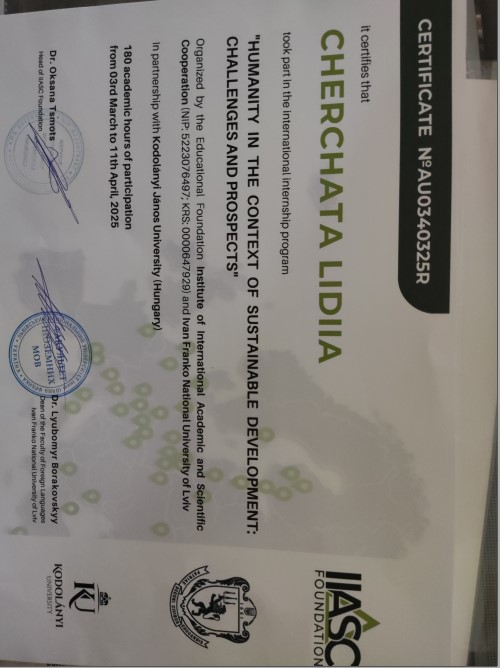 CERTIFICATE №AU0340325R
it certifies that
CHERCHATA LIDIIA
took part in the international internship program
"HUMANITY IN THE CONTEXT OF SUSTAINABLE DEVELOPMENT:
CHALLENGES AND PROSPECTS"
Organized by the Educational Foundation Institute of International Academic and Scientific
Cooperation (NIP: 5223076497; KRS: 0000647929) and Ivan Franko National University of Lviv
In partnership with Kodolányi János University (Hungary)
180 academic hours of participation
from 03rd March to 11th April, 2025
Dr. Oksana Tsmots
Head of IIASC Foundation
Dr. Lyubomyr Borakovskyy
Dean of the Faculty of Foreign Languages
Ivan Franko National University of Lviv
ІНОЗЕМНИХ
МОВ
IIASC
FOUNDATION
KJU
KODOLÁNYI
UNIVERSITY